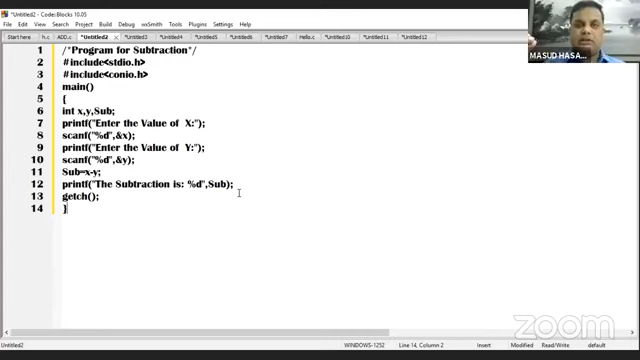 *Untitled2 - Code::Blocks 10.05
File Edit View Search Project Build Debug wxSmith Tools Plugins Settings Help
Start here h.c ADD.c *Untitled2 *Untitled3 *Untitled4 *Untitled5 *Untitled6 *Untitled7 Hello.c *Untitled10 *Untitled11 *Untitled12
MASUD HASA...
1 /*Program for Subtraction*/
2 #include<stdio.h>
3 #include<conio.h>
4 main()
5 {
6 int x,y,Sub;
7 printf("Enter the Value of X:");
8 scanf("%d",&x);
9 printf("Enter the Value of Y:");
10 scanf("%d",&y);
11 Sub=x-y;
12 printf("The Subtraction is: %d",Sub);
13 getch();
14 }
zoom
*Untitled2 WINDOWS-1252 Line 14, Column 2 Insert Modified Read/Write default